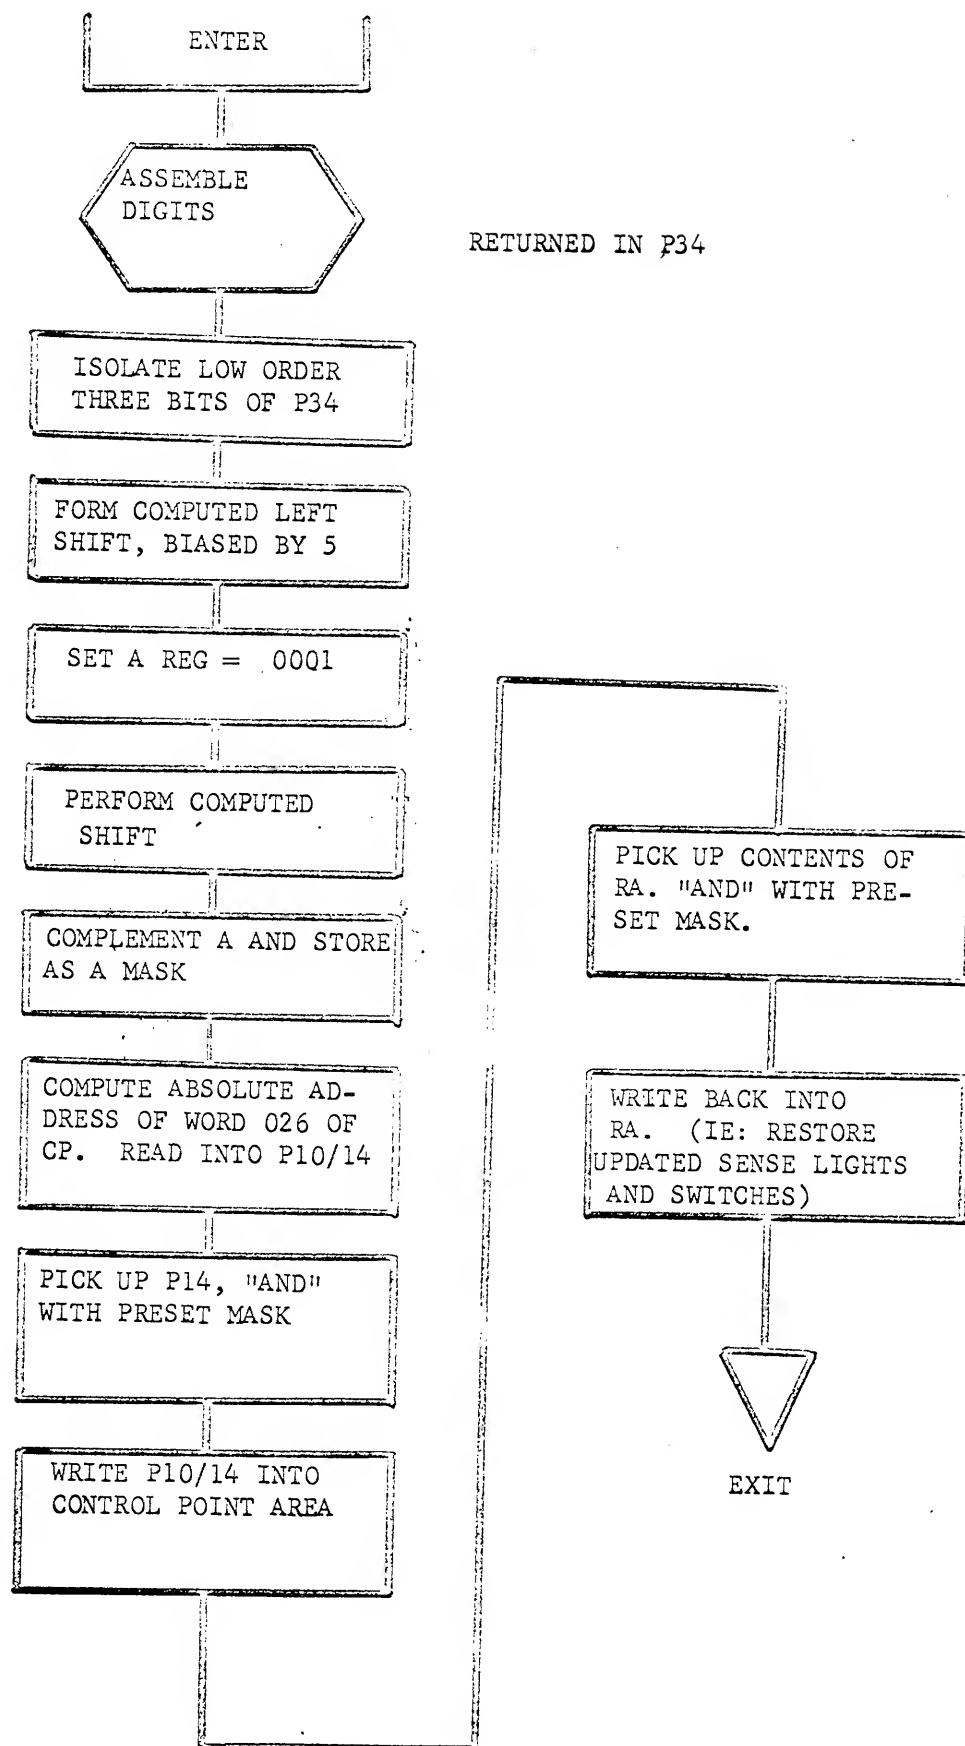 ENTER
ASSEMBLE
DIGITS
RETURNED IN P34
ISOLATE LOW ORDER
THREE BITS OF P34
FORM COMPUTED LEFT
SHIFT, BIASED BY 5
SET A REG = 0001
PERFORM COMPUTED
SHIFT
COMPLEMENT A AND STORE
AS A MASK
COMPUTE ABSOLUTE AD-
DRESS OF WORD 026 OF
CP. READ INTO P10/14
PICK UP P14, "AND"
WITH PRESET MASK
WRITE P10/14 INTO
CONTROL POINT AREA
PICK UP CONTENTS OF
RA. "AND" WITH PRE-
SET MASK.
WRITE BACK INTO
RA. (IE: RESTORE
UPDATED SENSE LIGHTS
AND SWITCHES)
EXIT